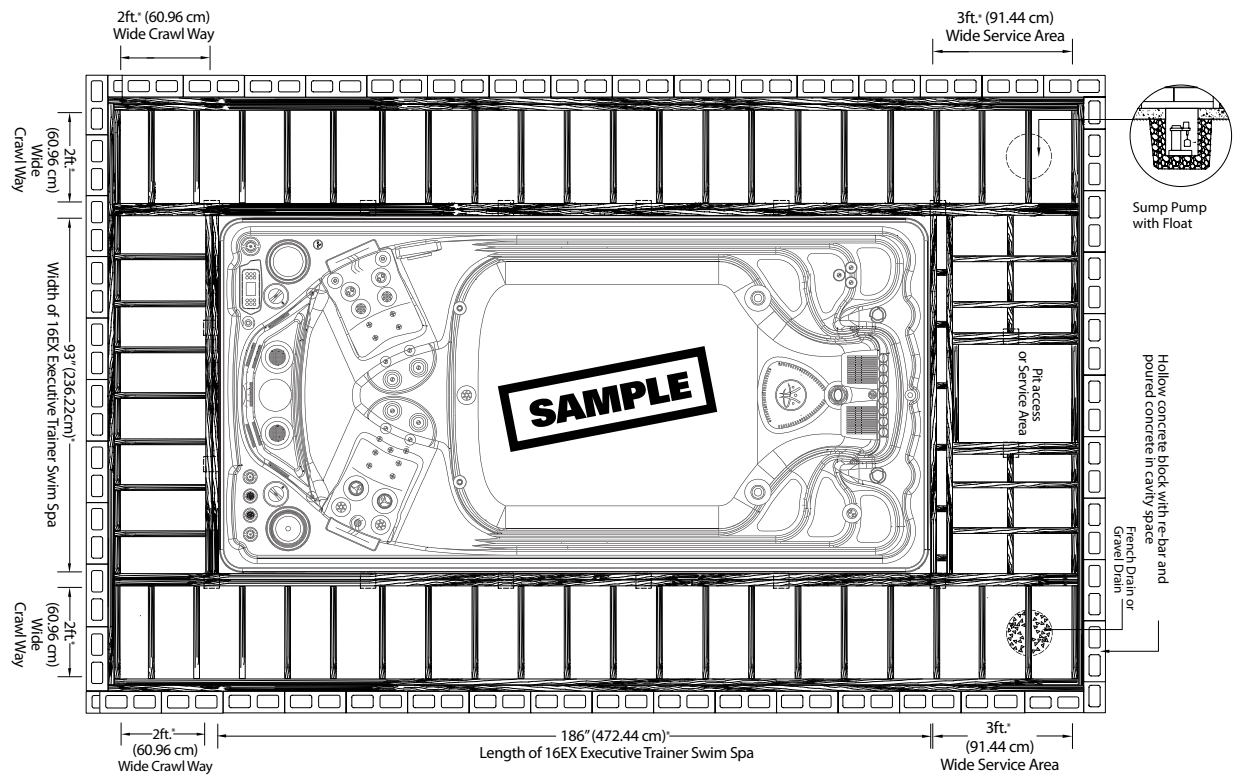 2ft.* (60.96 cm)
Wide Crawl Way
3ft.* (91.44 cm)
Wide Service Area
2ft.*
(60.96 cm)
Wide
Crawl Way
Sump Pump
with Float
93” (236.22cm)*
Width of 16EX Executive Trainer Swim Spa
SAMPLE
Pit access
or Service Area
Hollow concrete block with re-bar and
poured concrete in cavity space
French Drain or
Gravel Drain
2ft.*
(60.96 cm)
Wide
Crawl Way
2ft.*
(60.96 cm)
Wide Crawl Way
186” (472.44 cm)*
Length of 16EX Executive Trainer Swim Spa
3ft.*
(91.44 cm)
Wide Service Area